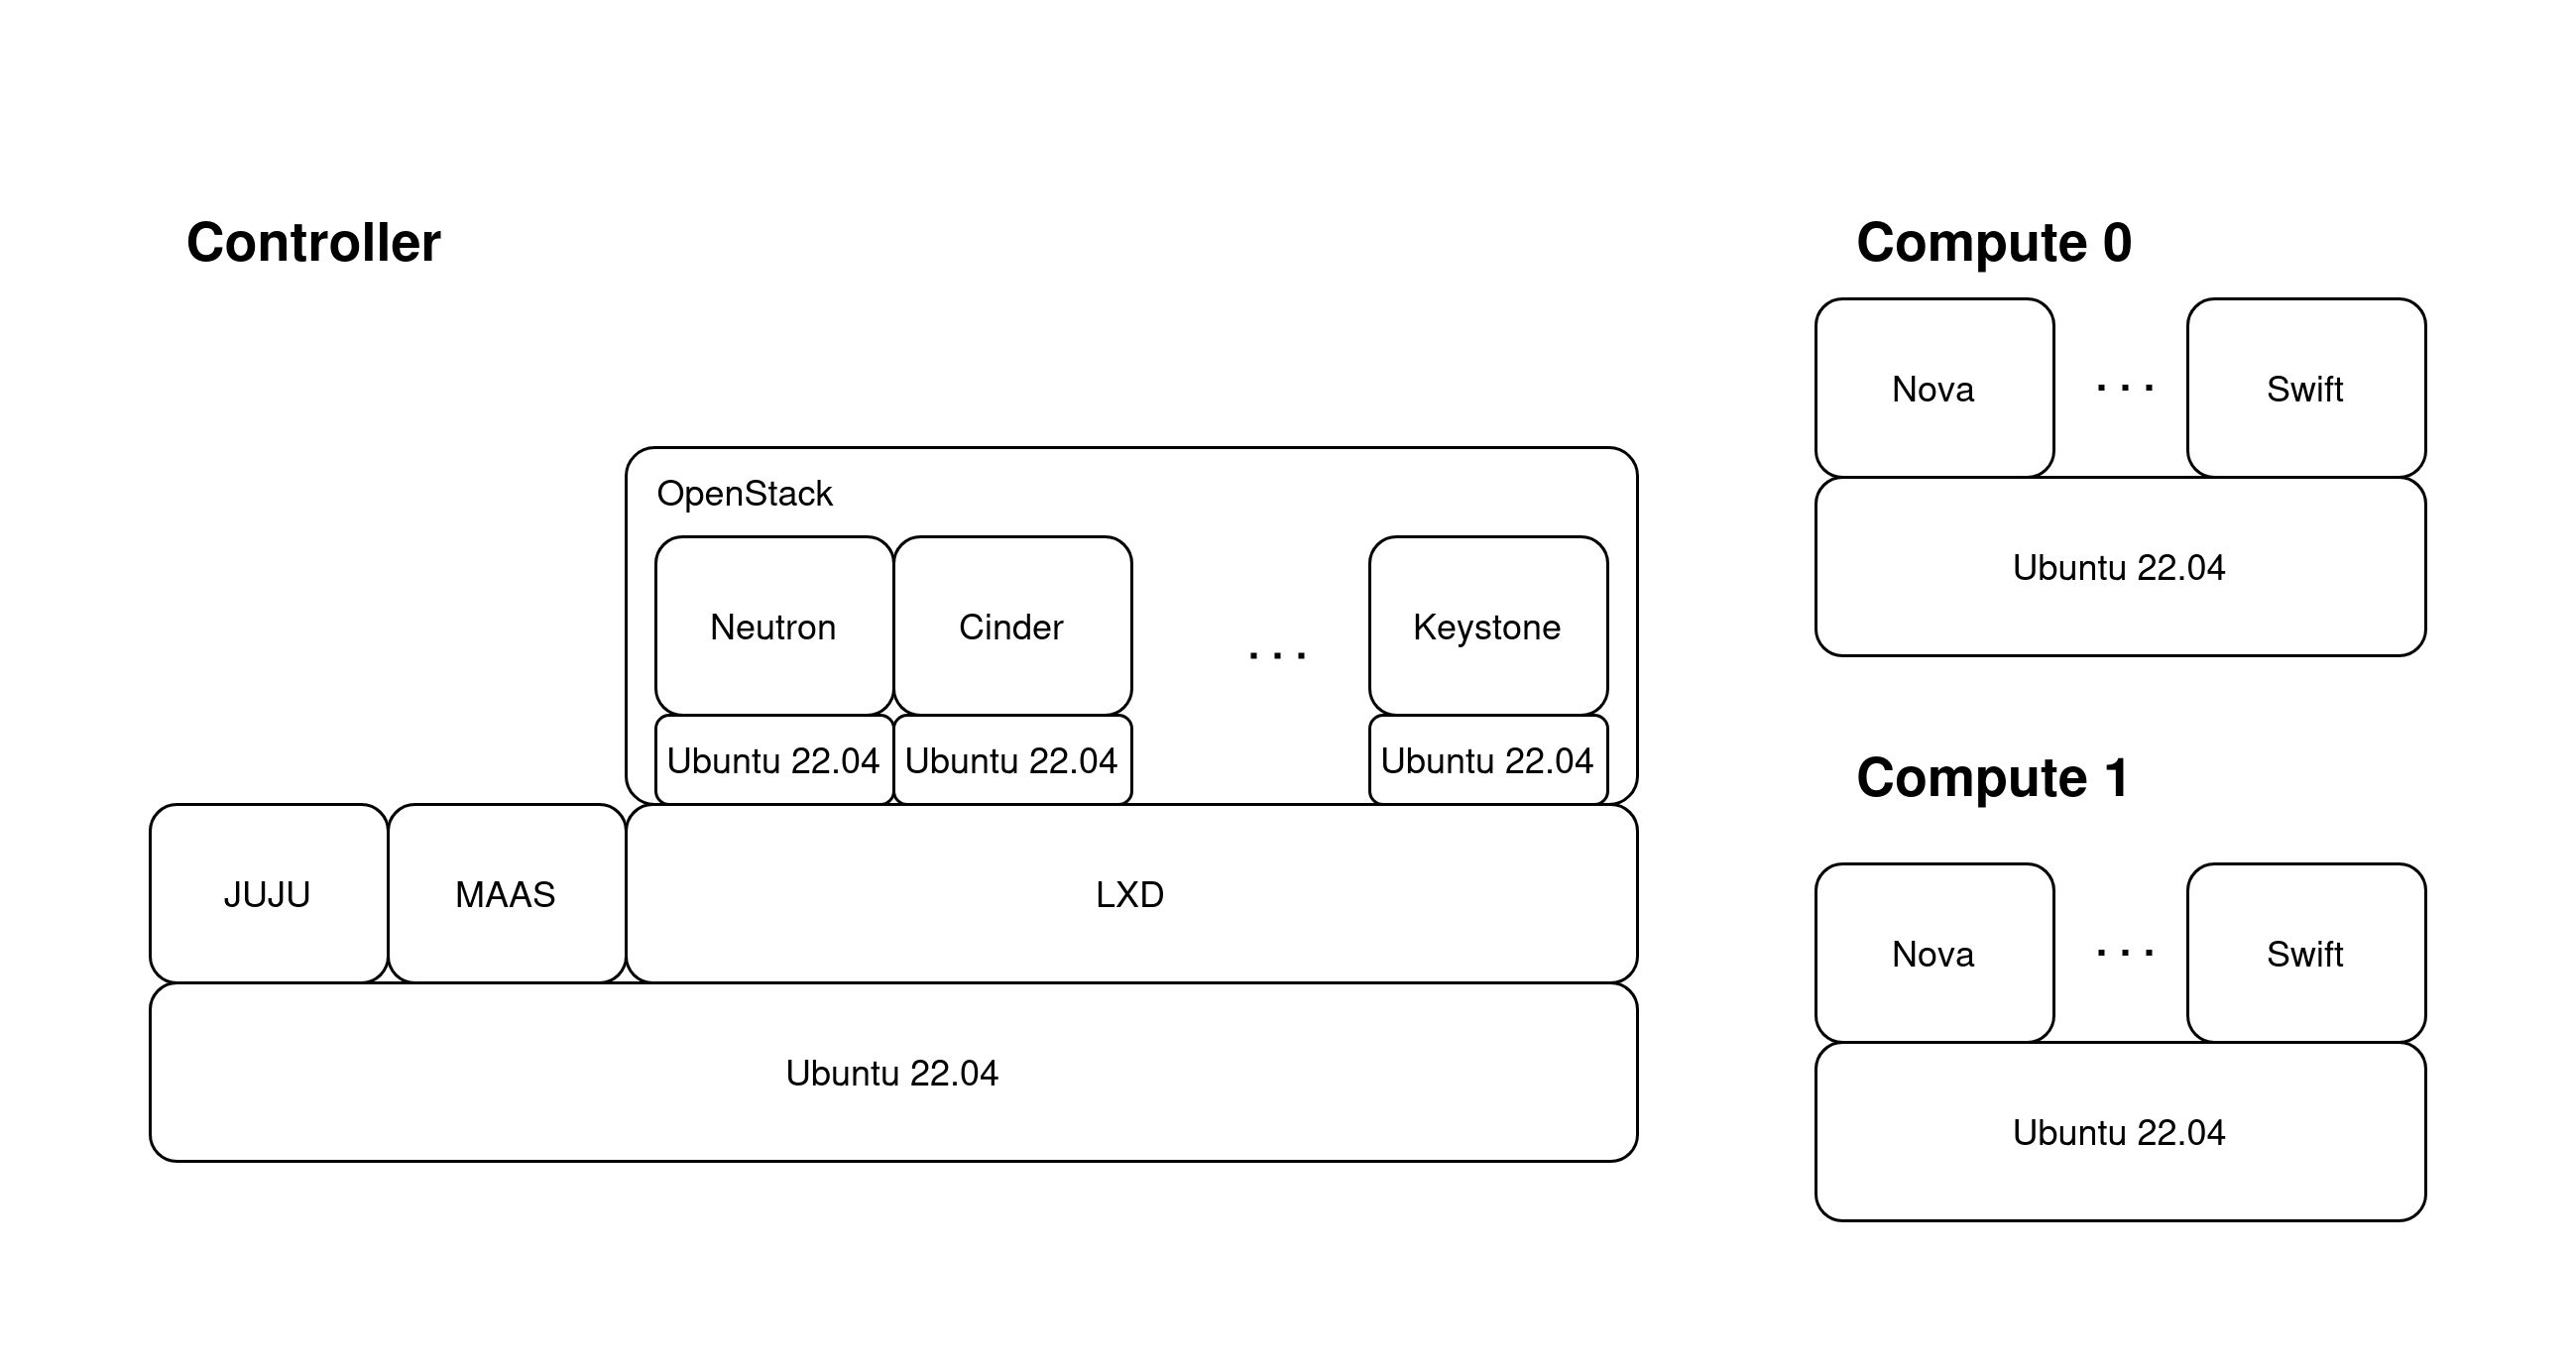 Controller
OpenStack
Neutron
Cinder
. . .
Keystone
Ubuntu 22.04
Ubuntu 22.04
Ubuntu 22.04
JUJU
MAAS
LXD
Ubuntu 22.04
Compute 0
Nova
. . .
Swift
Ubuntu 22.04
Compute 1
Nova
. . .
Swift
Ubuntu 22.04